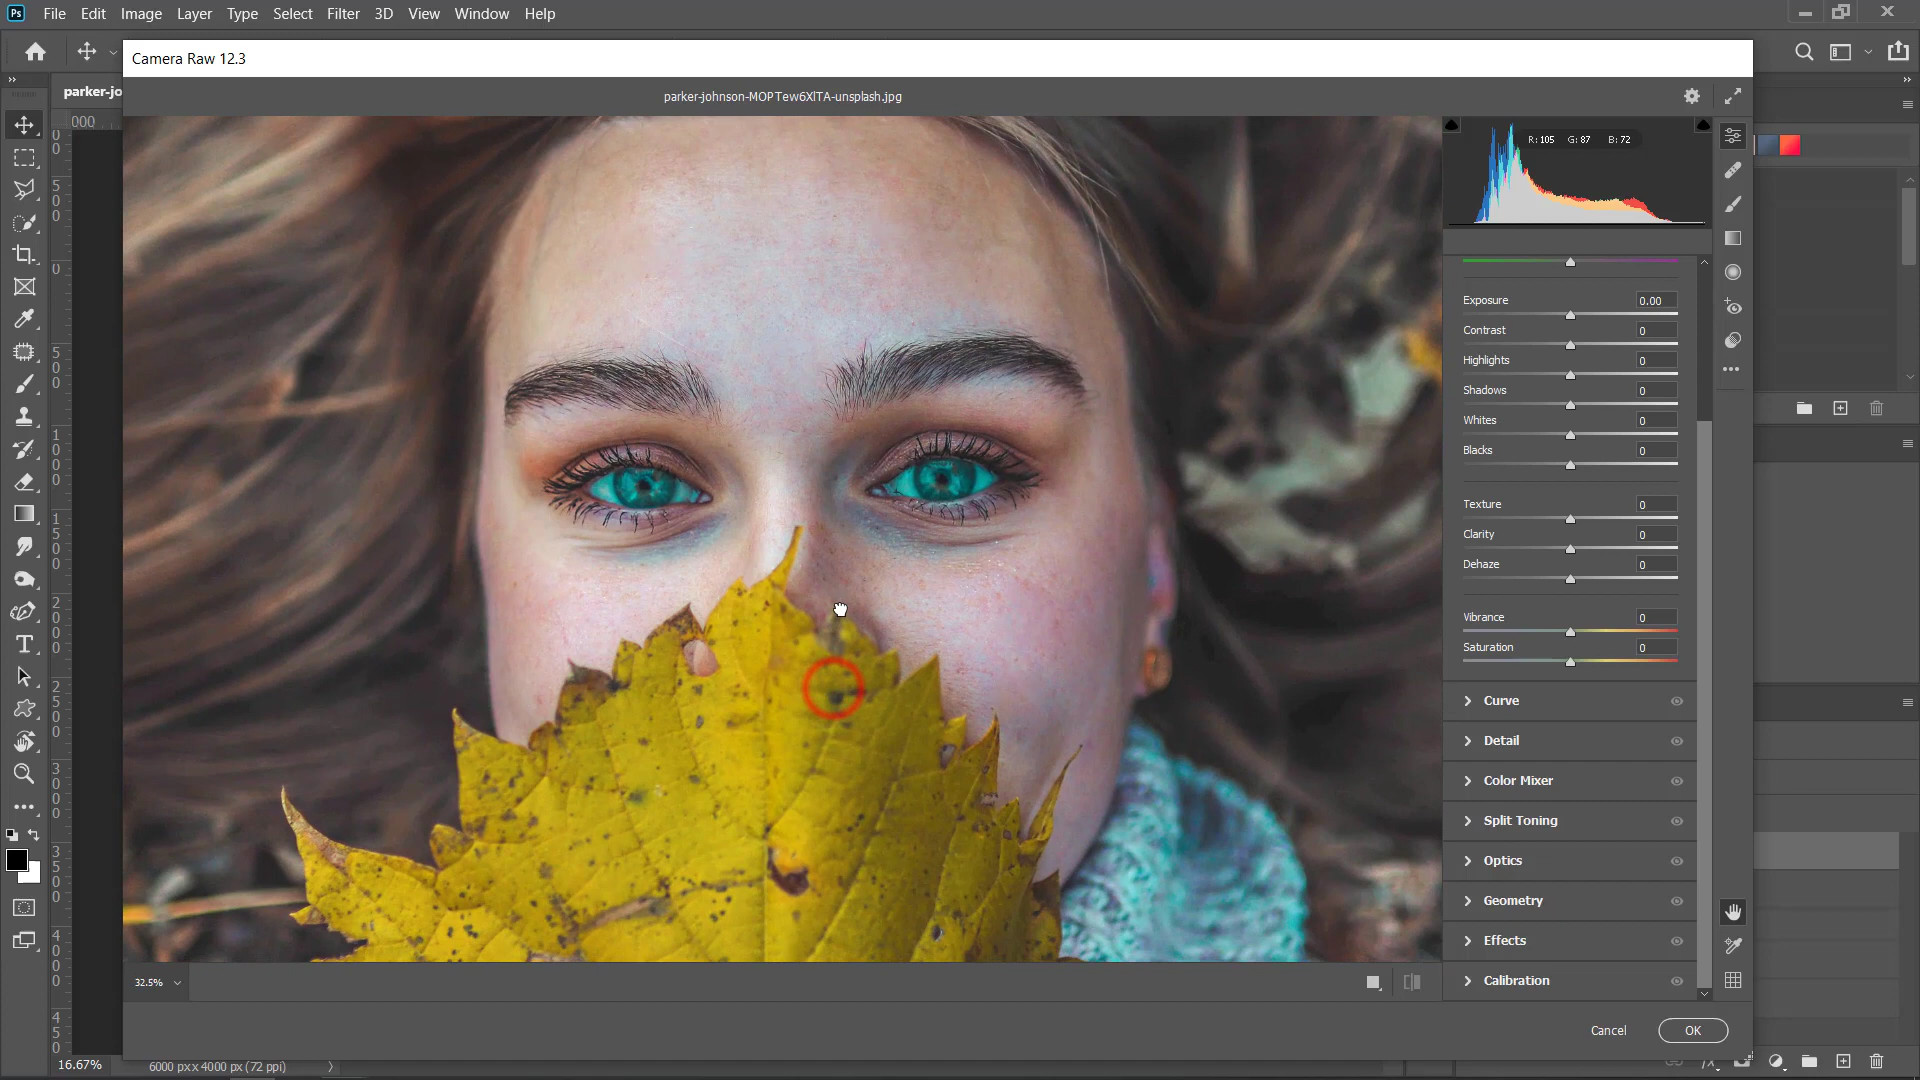 Ps File Edit Image Layer Type Select Filter 3D View Window Help
Camera Raw 12.3
parker-jo
parker-johnson-MOPTew6XlTA-unsplash.jpg
000
R: 105 G: 87 B: 72
Exposure 0.00
Contrast 0
Highlights 0
Shadows 0
Whites 0
Blacks 0
Texture 0
Clarity 0
Dehaze 0
Vibrance 0
Saturation 0
Curve
Detail
Color Mixer
Split Toning
Optics
Geometry
Effects
Calibration
32.5%
Cancel OK
16.67% 6000 px x 4000 px (72 ppi)